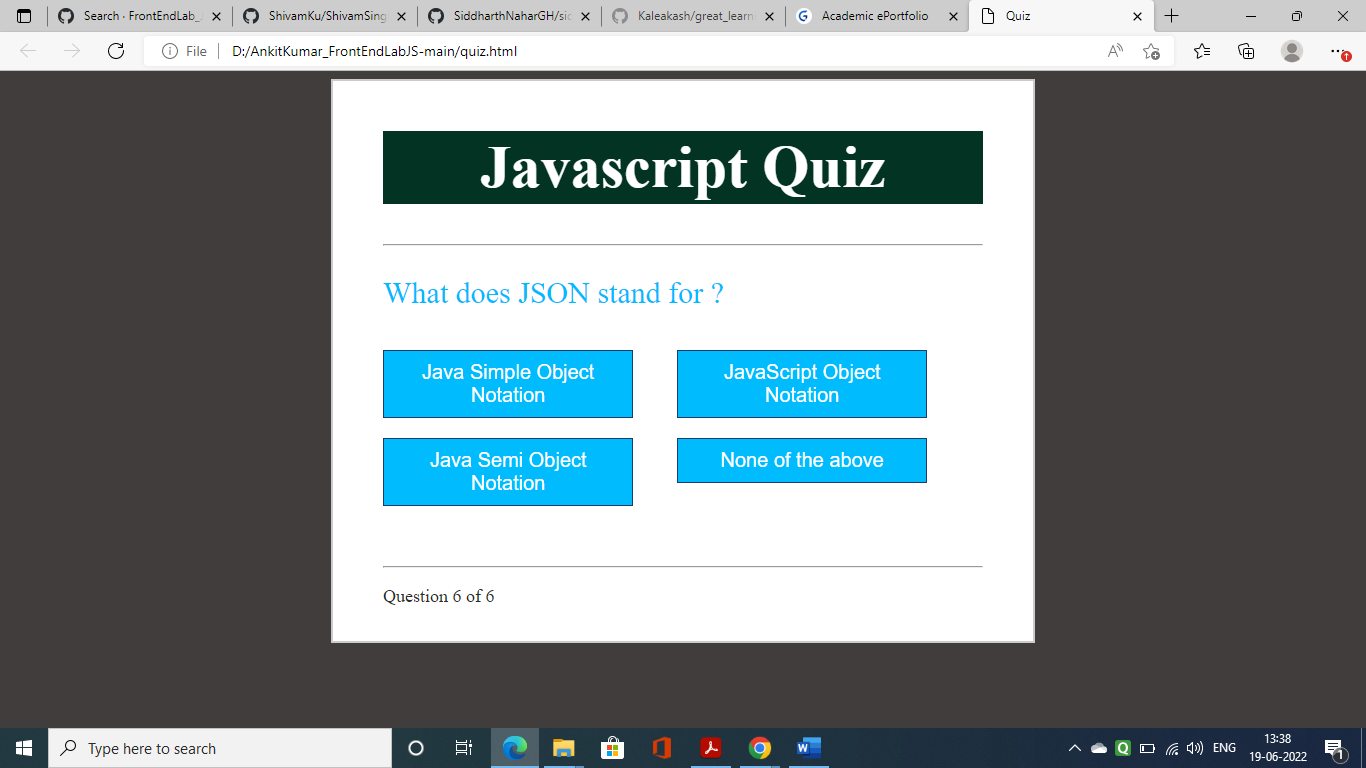 Search · FrontEndLab_
ShivamKu/ShivamSing
SiddharthNaharGH/sid
Kaleakash/great_learn
Academic ePortfolio
Quiz
File
D:/AnkitKumar_FrontEndLabJS-main/quiz.html
Javascript Quiz
What does JSON stand for ?
Java Simple Object
Notation
JavaScript Object
Notation
Java Semi Object
Notation
None of the above
Question 6 of 6
Type here to search
ENG
13:38
19-06-2022
1